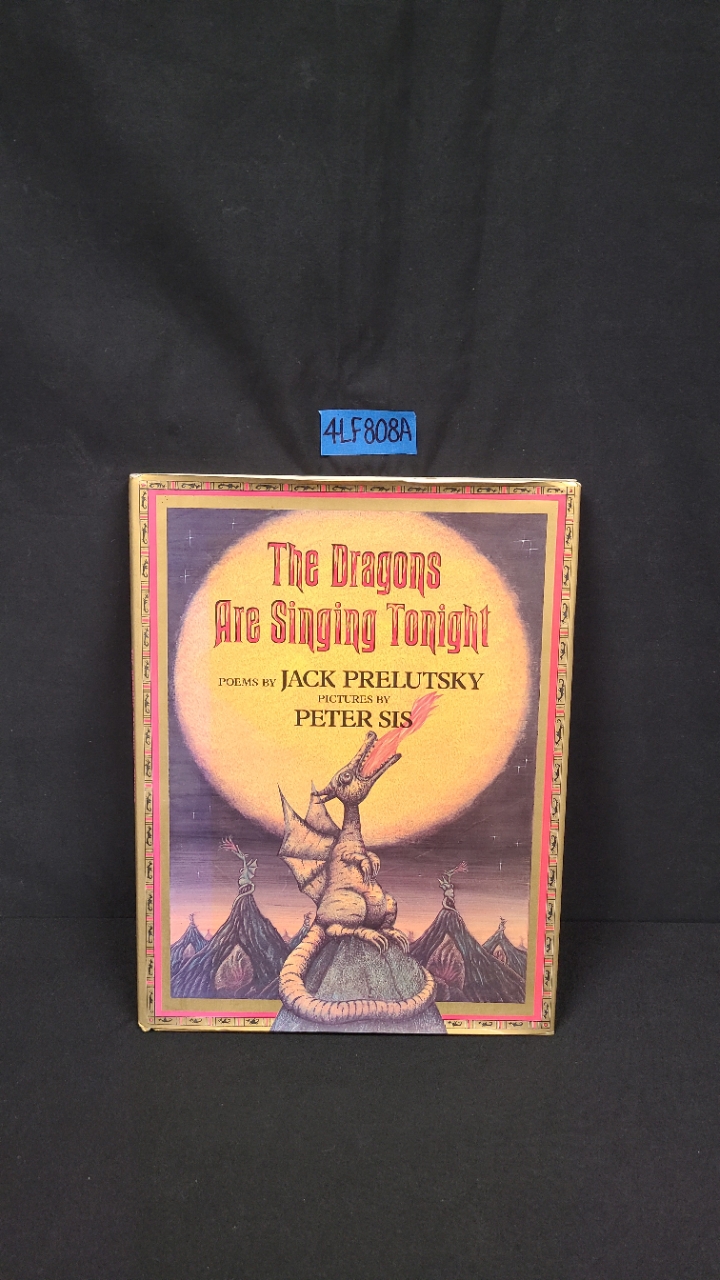 4LF808A
The Dragons
Are Singing Tonight
POEMS BY JACK PRELUTSKY
PICTURES BY
PETER SIS